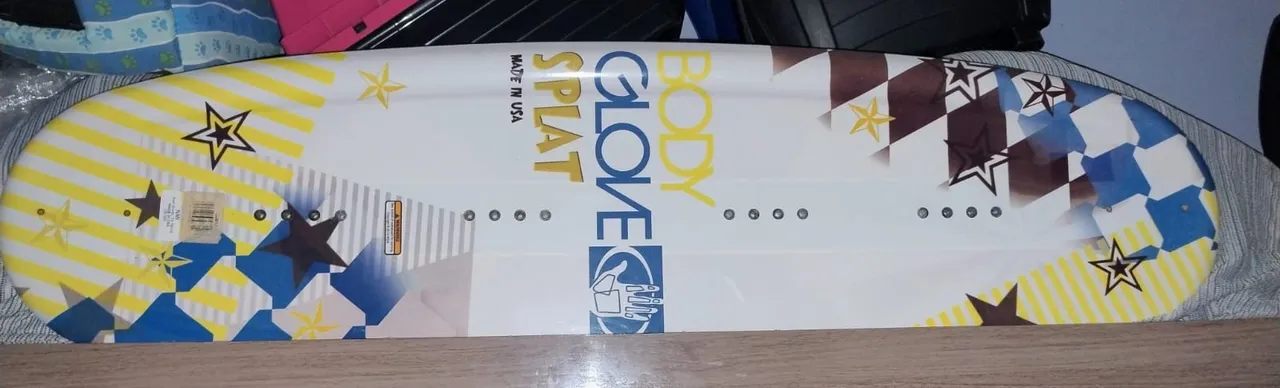 BODY
GLOVE
SPLAT
MADE IN USA